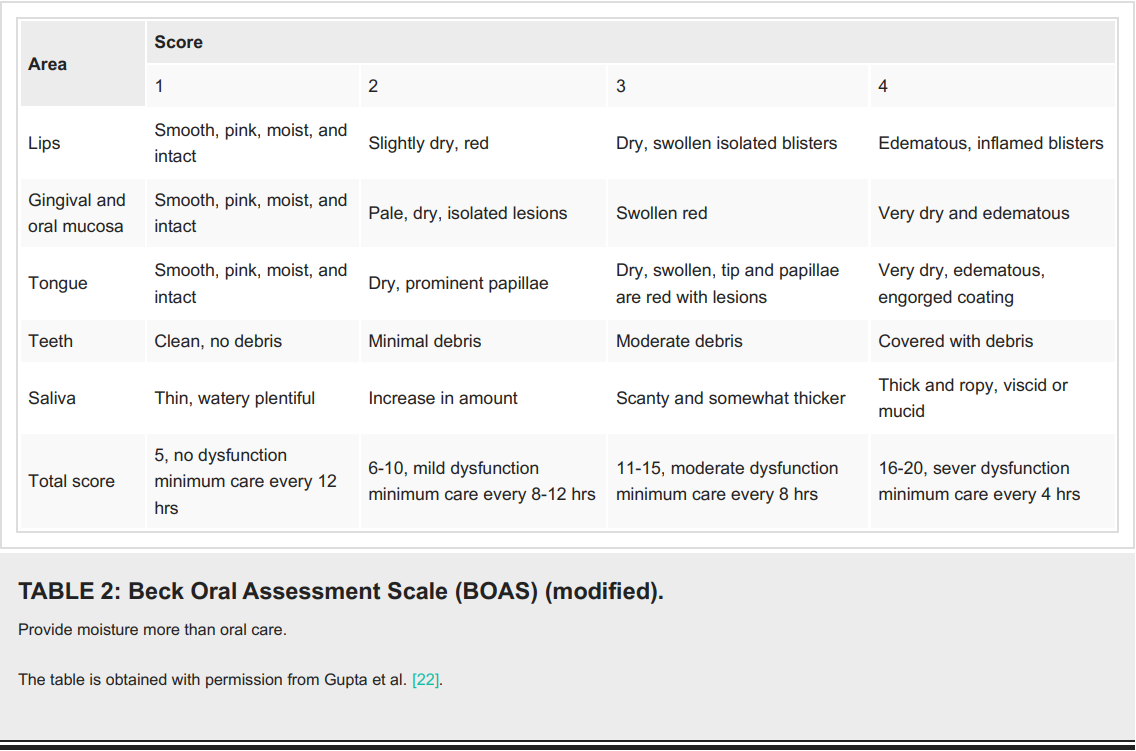 Area
Score
1
2
3
4
Lips
Smooth, pink, moist, and
intact
Slightly dry, red
Dry, swollen isolated blisters
Edematous, inflamed blisters
Gingival and
oral mucosa
Smooth, pink, moist, and
intact
Pale, dry, isolated lesions
Swollen red
Very dry and edematous
Tongue
Smooth, pink, moist, and
intact
Dry, prominent papillae
Dry, swollen, tip and papillae
are red with lesions
Very dry, edematous,
engorged coating
Teeth
Clean, no debris
Minimal debris
Moderate debris
Covered with debris
Saliva
Thin, watery plentiful
Increase in amount
Scanty and somewhat thicker
Thick and ropy, viscid or
mucid
Total score
5, no dysfunction
minimum care every 12
hrs
6-10, mild dysfunction
minimum care every 8-12 hrs
11-15, moderate dysfunction
minimum care every 8 hrs
16-20, sever dysfunction
minimum care every 4 hrs
TABLE 2: Beck Oral Assessment Scale (BOAS) (modified).
Provide moisture more than oral care.
The table is obtained with permission from Gupta et al. [22].